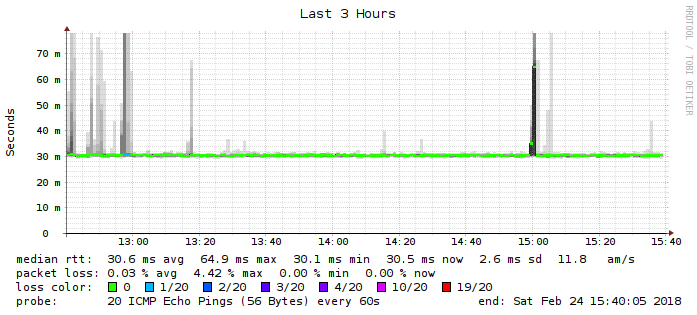 Last 3 Hours
RRDTOOL / TOBI OETIKER
Seconds
70 m
60 m
50 m
40 m
30 m
20 m
10 m
0
13:00 13:20 13:40 14:00 14:20 14:40 15:00 15:20 15:40
median rtt: 30.6 ms avg 64.9 ms max 30.1 ms min 30.5 ms now 2.6 ms sd 11.8 am/s
packet loss: 0.03 % avg 4.42 % max 0.00 % min 0.00 % now
loss color: 0 1/20 2/20 3/20 4/20 10/20 19/20
probe: 20 ICMP Echo Pings (56 Bytes) every 60s end: Sat Feb 24 15:40:05 2018